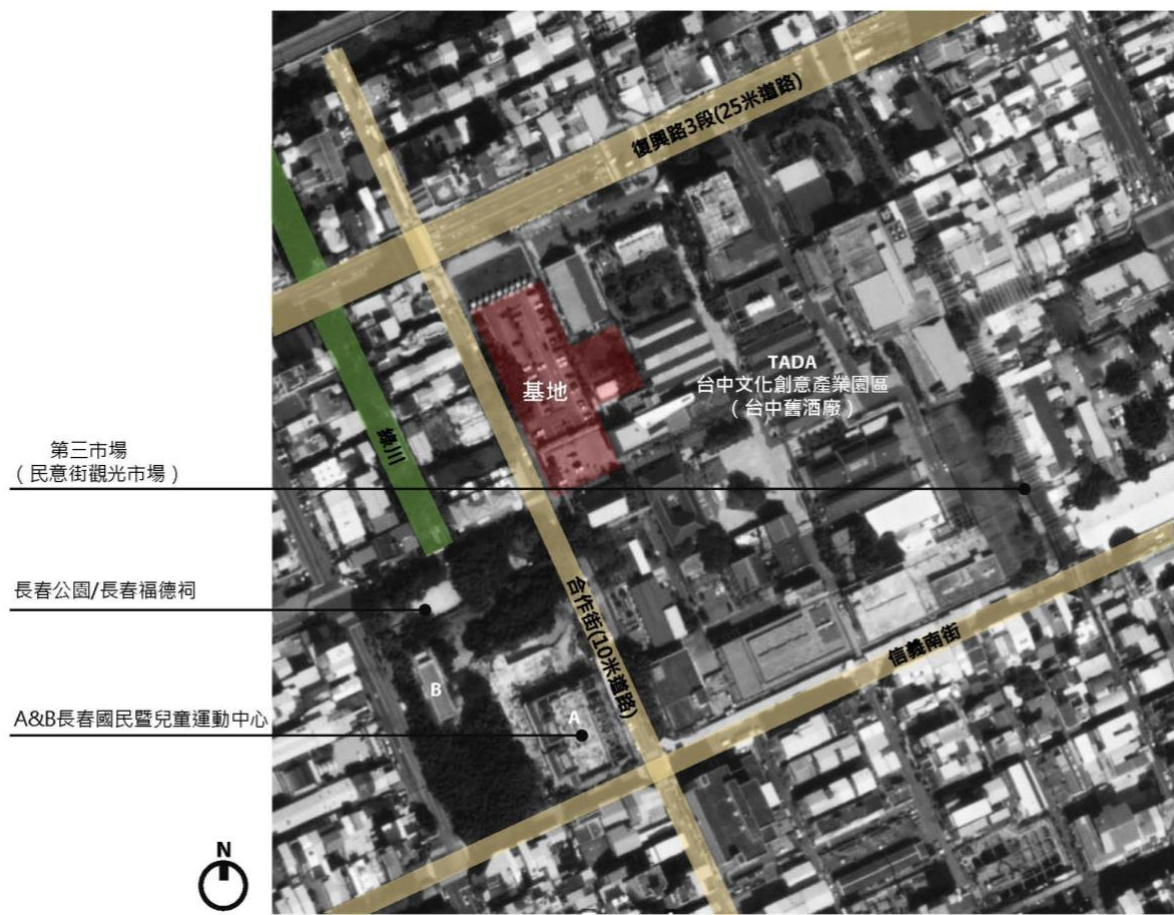 復興路3段(25米道路)
基地
TADA
台中文化創意產業園區
(台中舊酒廠)
綠川
第三市場
(民意街觀光市場)
長春公園/長春福德祠
合作街(10米道路)
信義南街
B
A
A&B長春國民暨兒童運動中心
N